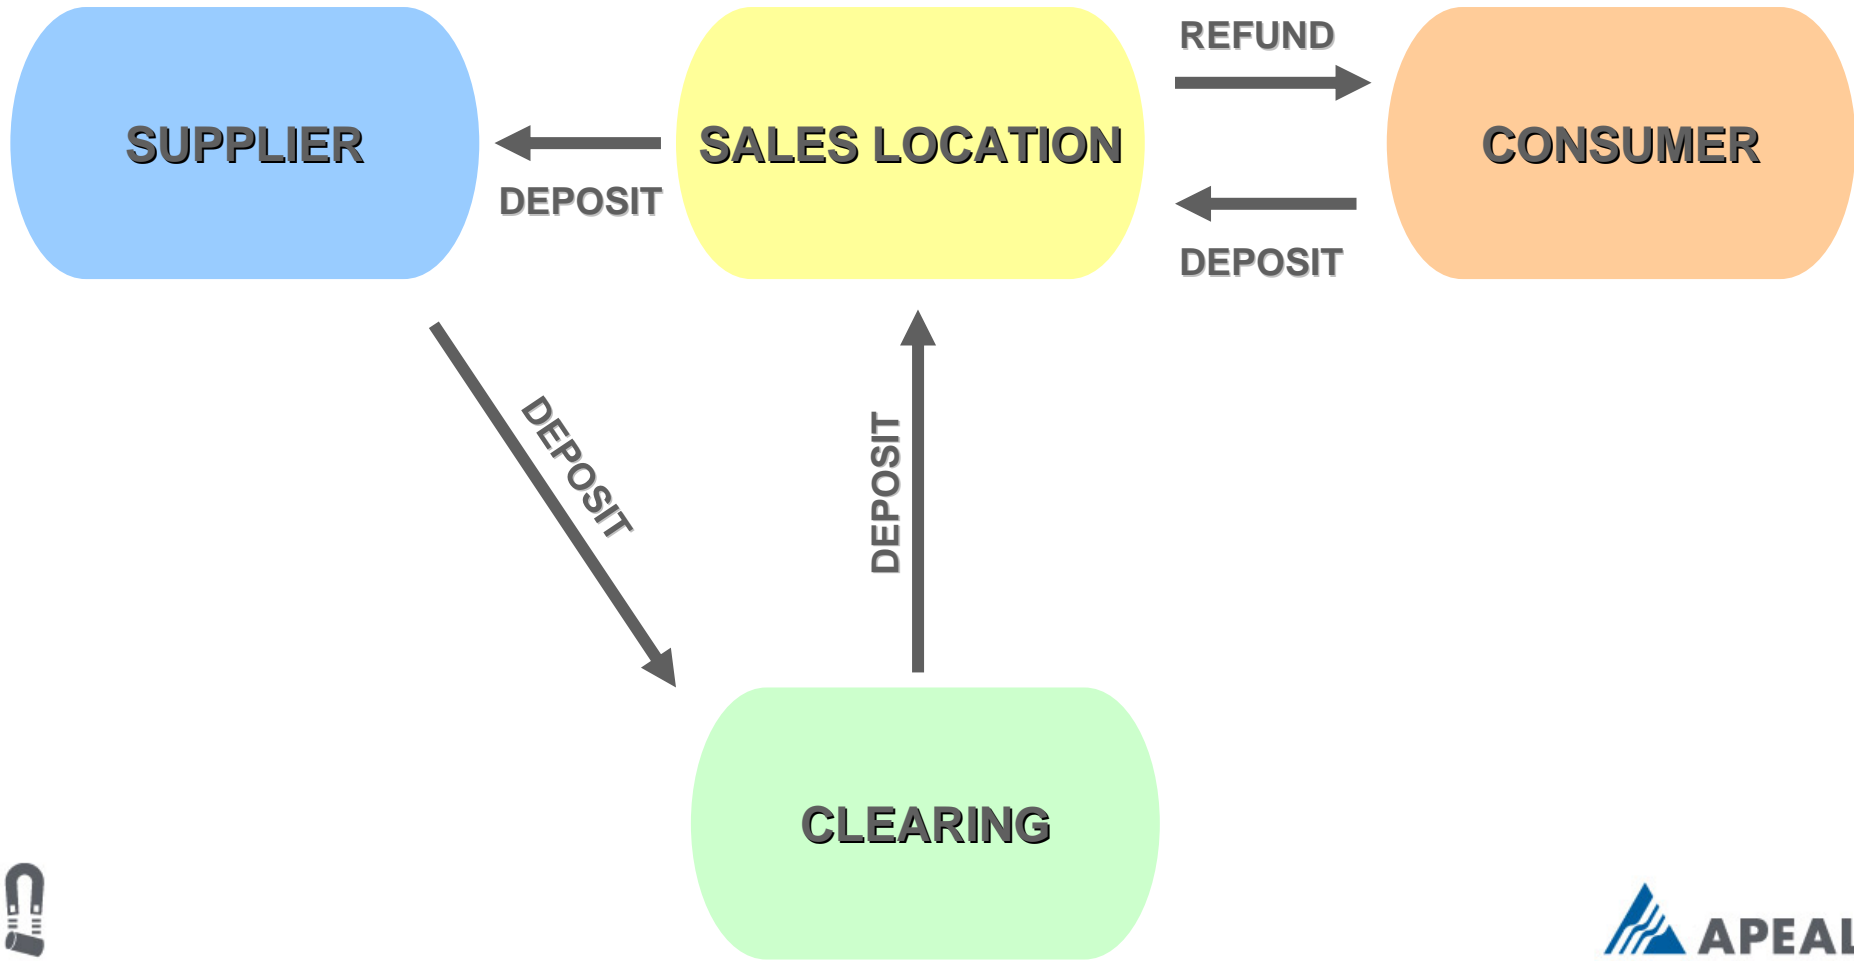 REFUND
SUPPLIER
SALES LOCATION
CONSUMER
DEPOSIT
DEPOSIT
DEPOSIT
DEPOSIT
CLEARING
APEAL